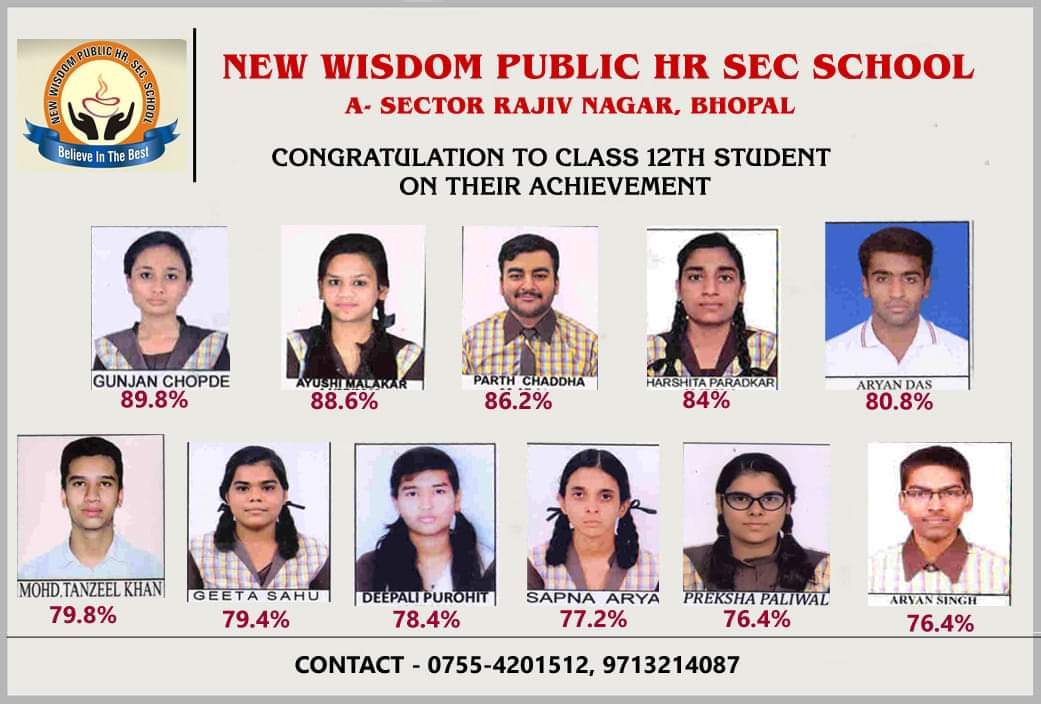 NEW WISDOM PUBLIC HR. SEC. SCHOOL
Believe In The Best
NEW WISDOM PUBLIC HR SEC SCHOOL
A- SECTOR RAJIV NAGAR, BHOPAL
CONGRATULATION TO CLASS 12TH STUDENT
ON THEIR ACHIEVEMENT
GUNJAN CHOPDE
89.8%
AYUSHI MALAKAR
88.6%
PARTH CHADDHA
86.2%
HARSHITA PARADKAR
84%
ARYAN DAS
80.8%
MOHD.TANZEEL KHAN
79.8%
GEETA SAHU
79.4%
DEEPALI PUROHIT
78.4%
SAPNA ARYA
77.2%
PREKSHA PALIWAL
76.4%
ARYAN SINGH
76.4%
CONTACT - 0755-4201512, 9713214087